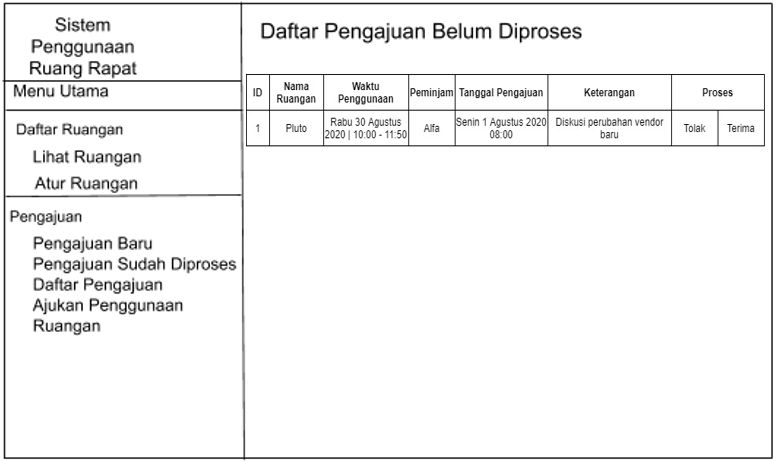 Sistem
Penggunaan
Ruang Rapat
Menu Utama
Daftar Ruangan
Lihat Ruangan
Atur Ruangan
Pengajuan
Pengajuan Baru
Pengajuan Sudah Diproses
Daftar Pengajuan
Ajukan Penggunaan
Ruangan
Daftar Pengajuan Belum Diproses
ID
Nama
Ruangan
Waktu
Penggunaan
Peminjam
Tanggal Pengajuan
Keterangan
Proses
1
Pluto
Rabu 30 Agustus
2020 | 10:00 - 11:50
Alfa
Senin 1 Agustus 2020
08:00
Diskusi perubahan vendor
baru
Tolak
Terima